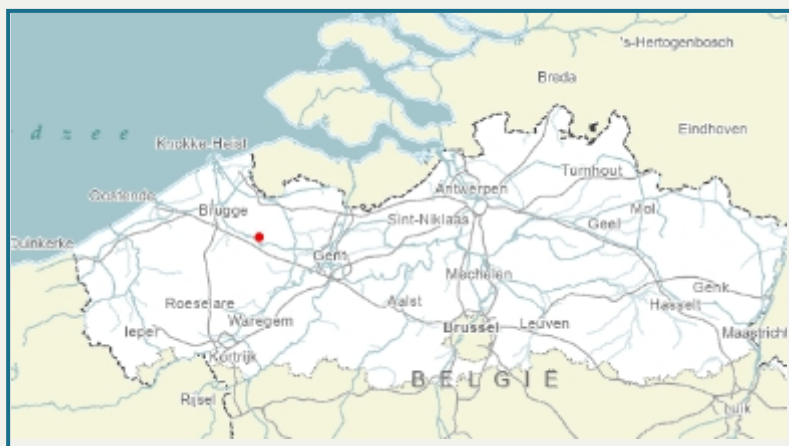 's-Hertogenbosch
Breda
dzee
Eindhoven
Knokke-Heist
Turnhout
Antwerpen
Oostende
Brugge
Mol
Sint-Niklaas
Geel
Duinkerke
Gent
Mechelen
Genk
Roeselare
Aalst
Hasselt
Waregem
Brussel
Leuven
Ieper
Maastricht
Kortrijk
BELGIË
Rijsel
Luik